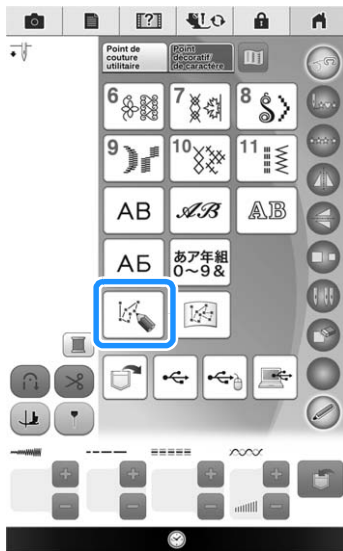 [?]
Point de
couture
utilitaire
Point
décoratif
de caractère
6
7
8
9
10
11
AB
AB
AB
АБ
あア年組
0～9&